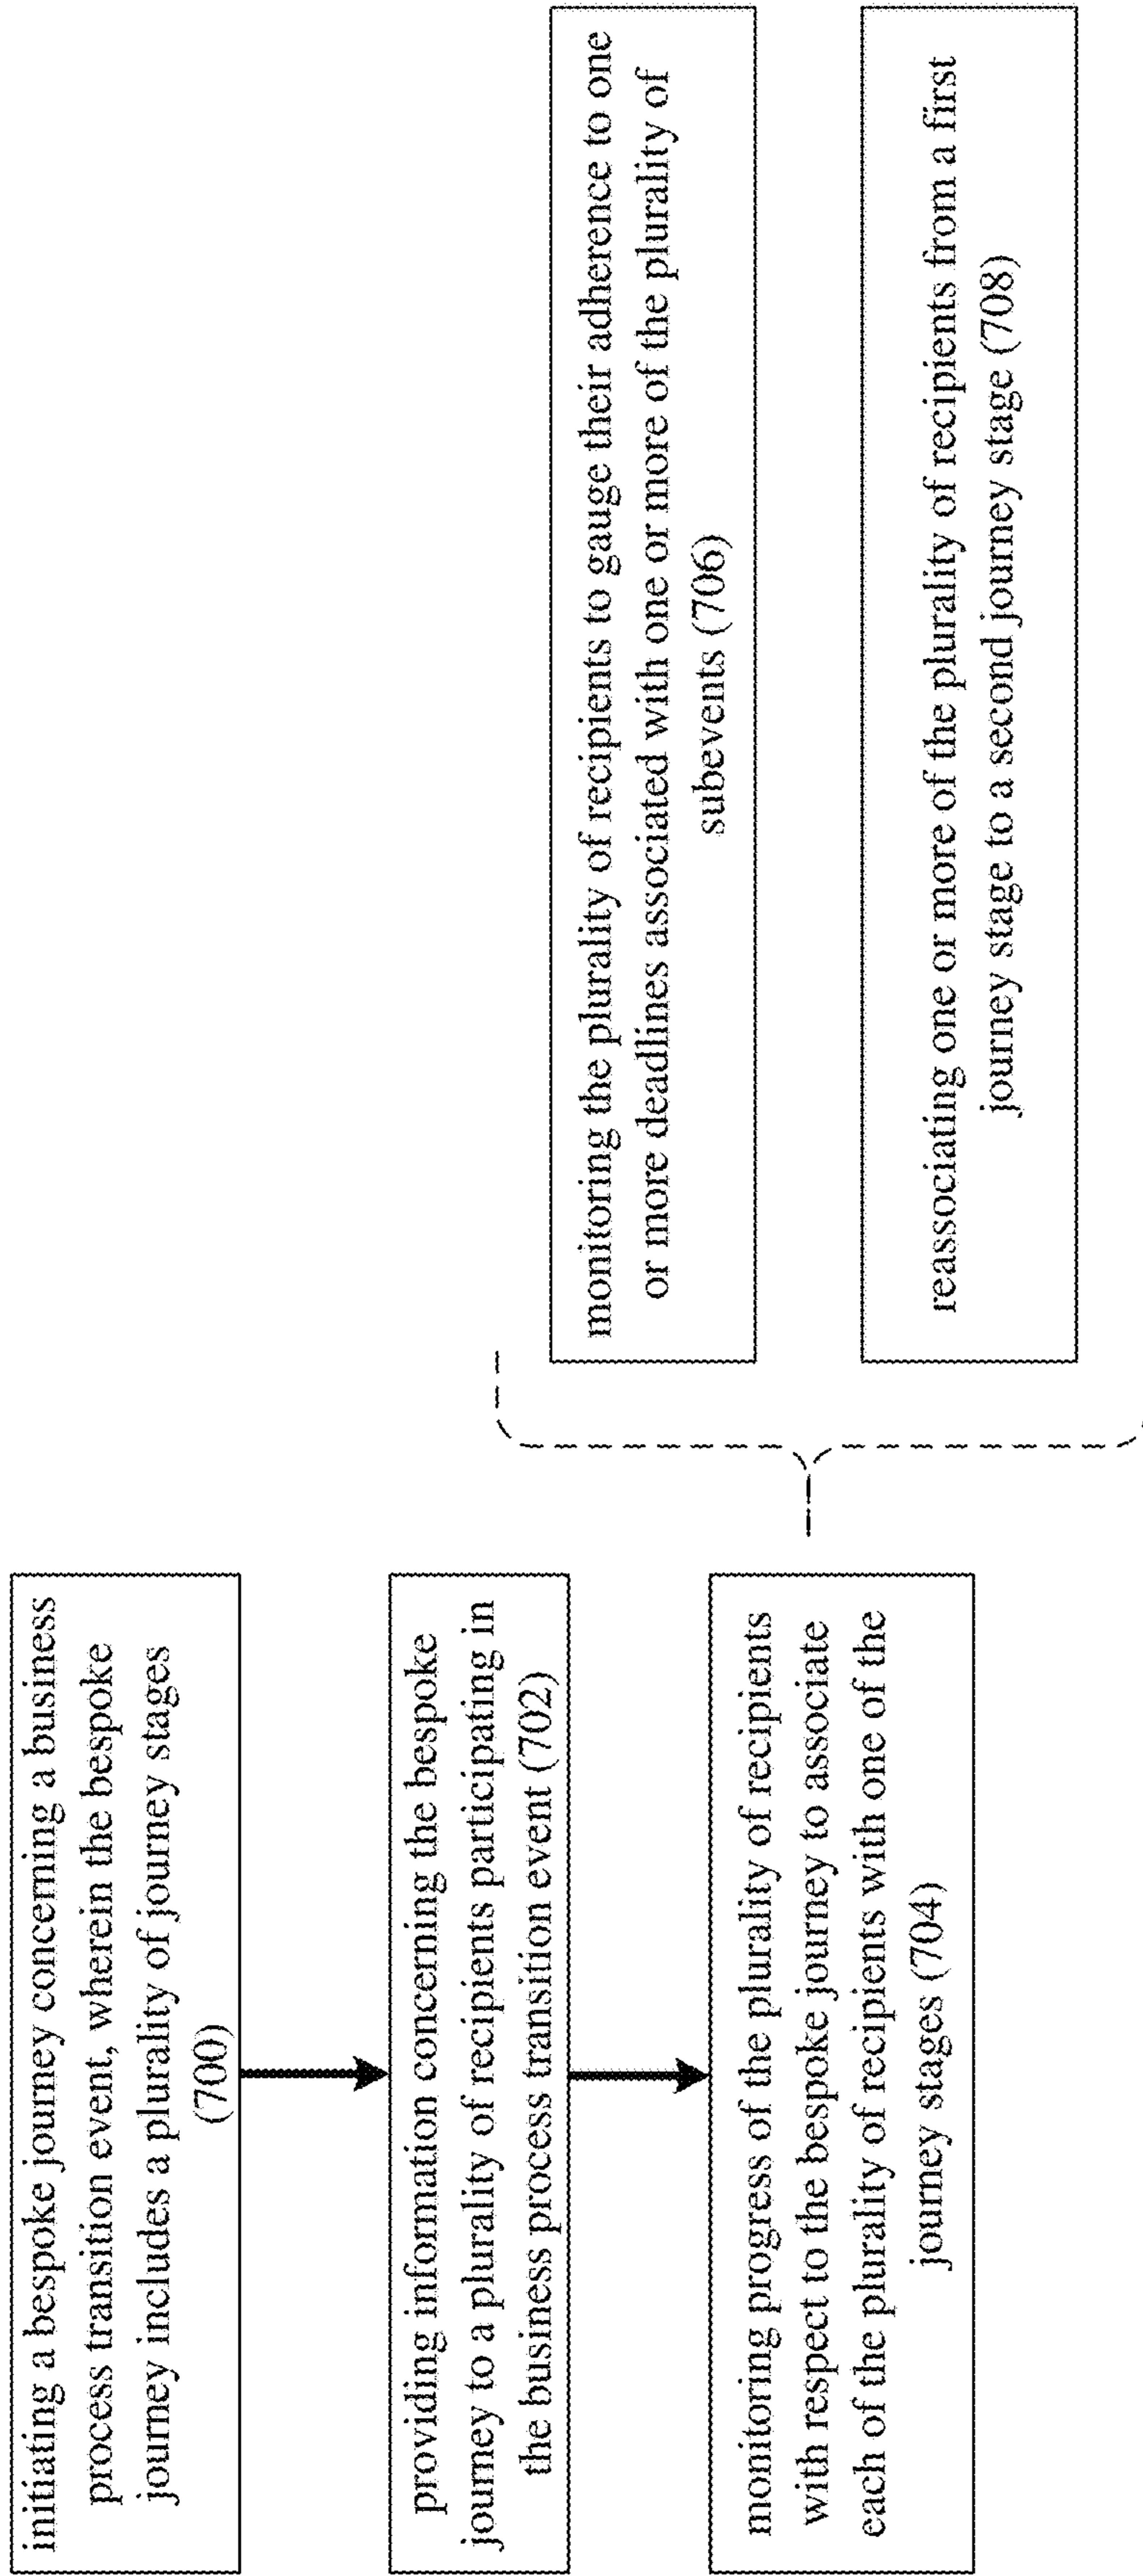 initiating a bespoke journey concerning a business
process transition event, wherein the bespoke
journey includes a plurality of journey stages
(700)
providing information concerning the bespoke
journey to a plurality of recipients participating in
the business process transition event (702)
monitoring progress of the plurality of recipients
with respect to the bespoke journey to associate
each of the plurality of recipients with one of the
journey stages (704)
monitoring the plurality of recipients to gauge their adherence to one
or more deadlines associated with one or more of the plurality of
subevents (706)
reassociating one or more of the plurality of recipients from a first
journey stage to a second journey stage (708)